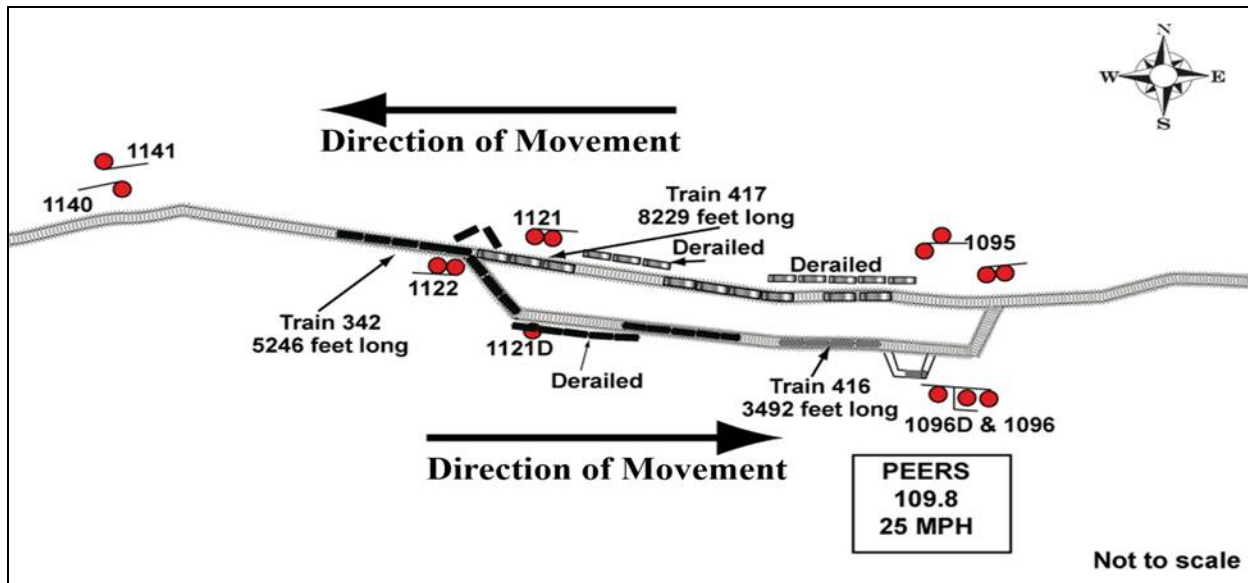 N
W E
S
Direction of Movement
1141
1140
Train 417
8229 feet long
1121
Derailed
Derailed
1095
1122
Train 342
5246 feet long
1121D
Derailed
Train 416
3492 feet long
1096D & 1096
Direction of Movement
PEERS
109.8
25 MPH
Not to scale